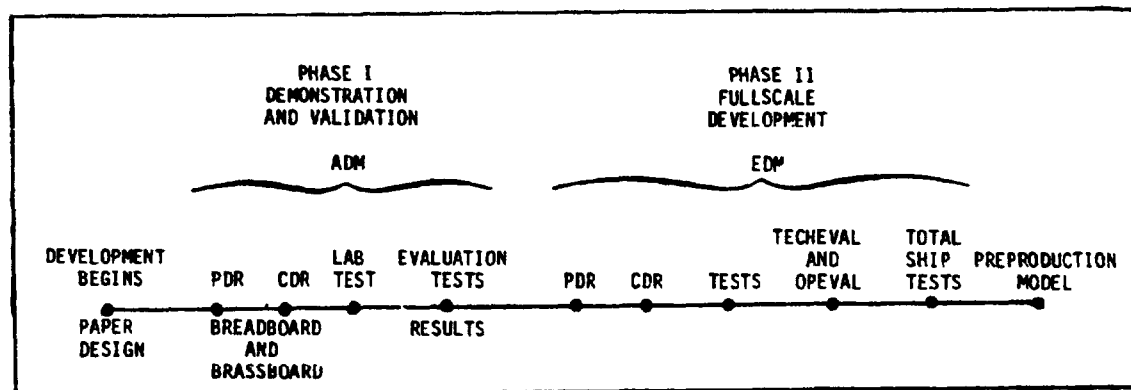 PHASE I
DEMONSTRATION
AND VALIDATION
PHASE II
FULLSCALE
DEVELOPMENT
ADM
EDM
DEVELOPMENT
BEGINS
PDR
CDR
LAB
TEST
EVALUATION
TESTS
PDR
CDR
TESTS
TECHEVAL
AND
OPEVAL
TOTAL
SHIP
TESTS
PREPRODUCTION
MODEL
PAPER
DESIGN
BREADBOARD
AND
BRASSBOARD
RESULTS